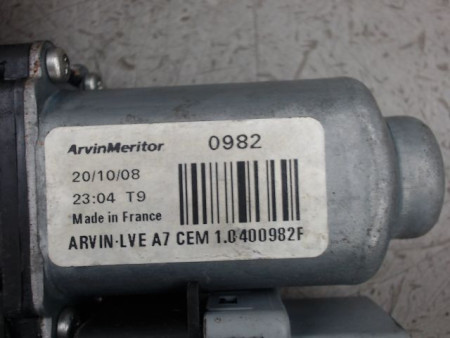 ArvinMeritor 0982
20/10/08
23:04 T9
Made in France
ARVIN-LVE A7 CEM 1.0400982F